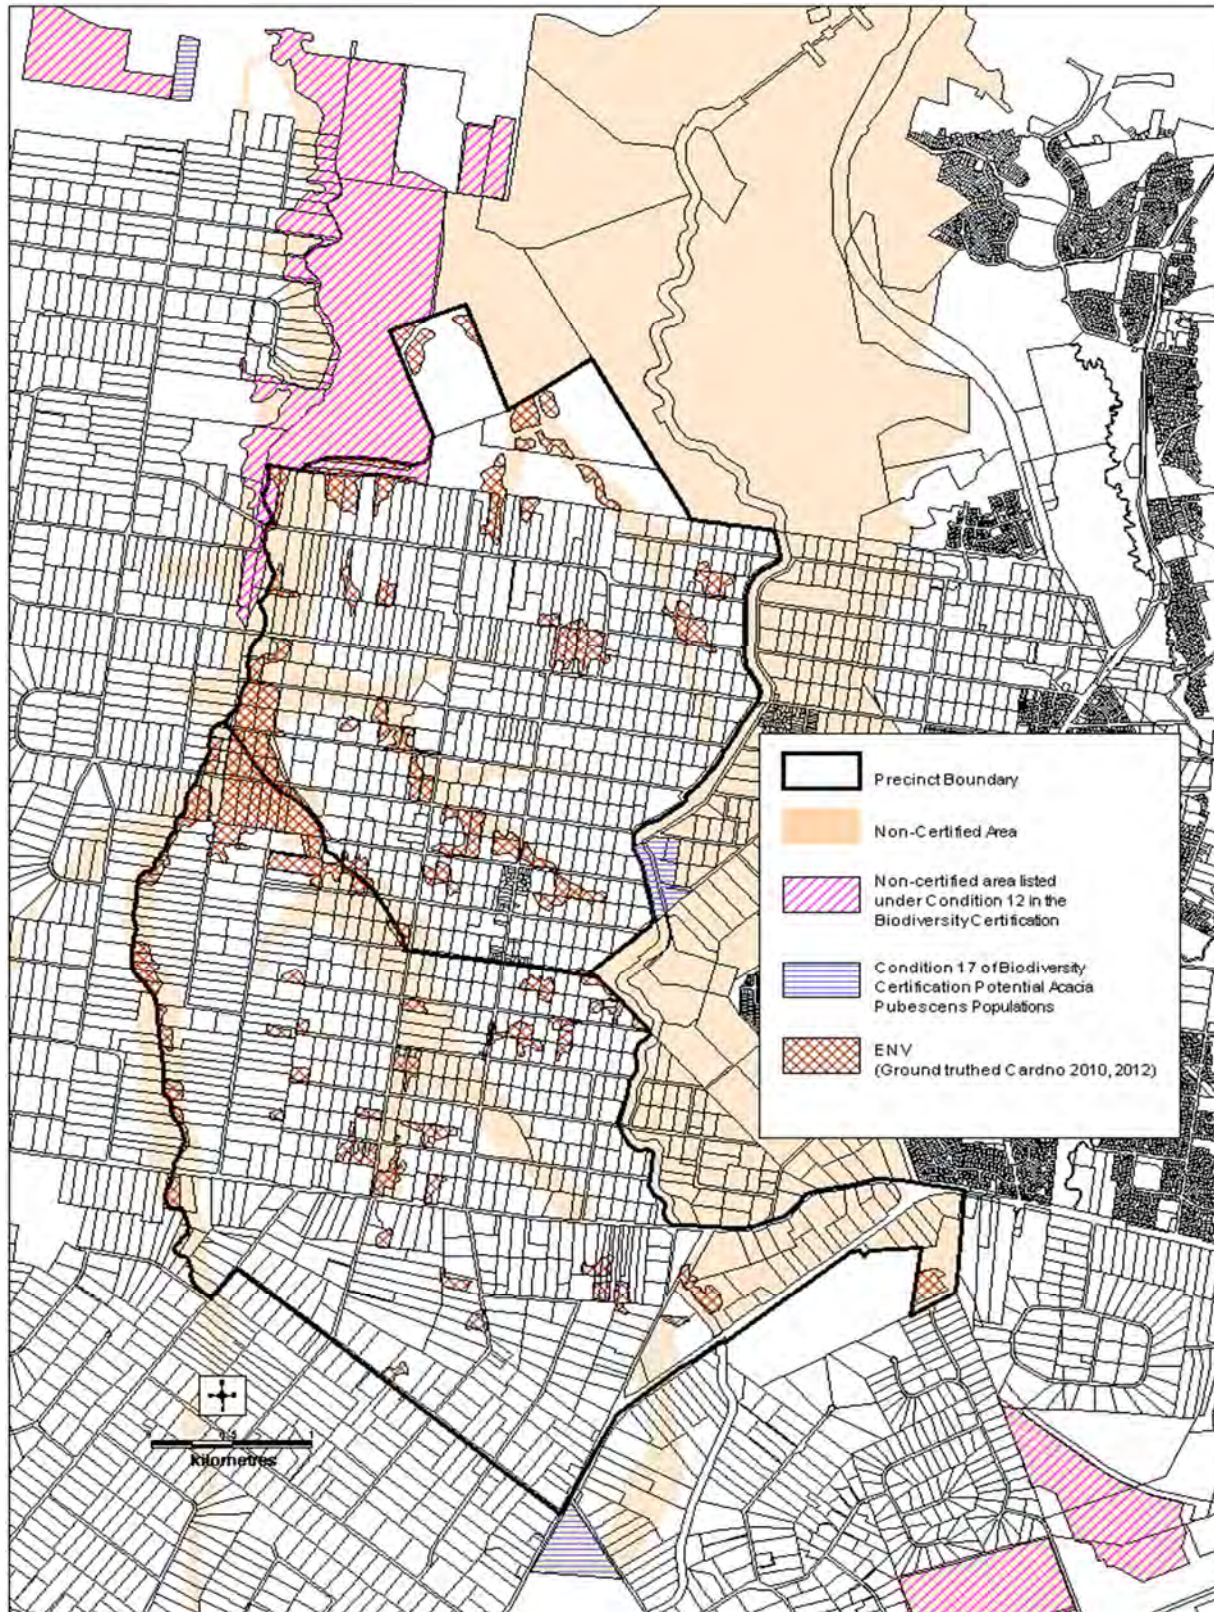 Precinct Boundary
Non-Certified Area
Non-certified area listed
under Condition 12 in the
Biodiversity Certification
Condition 17 of Biodiversity
Certification Potential Acacia
Pubescens Populations
ENV
(Ground truthed Cardno 2010, 2012)
kilometres